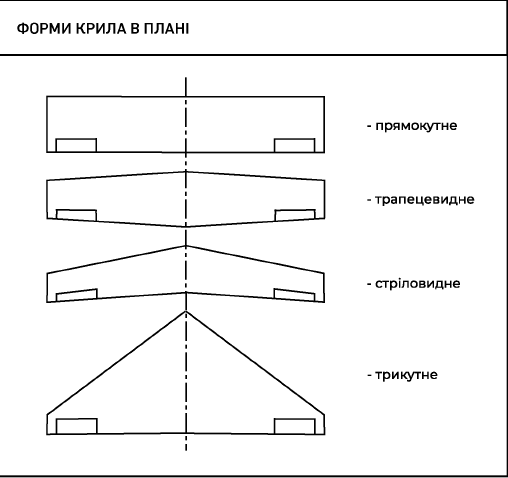 ФОРМИ КРИЛА В ПЛАНІ
- прямокутне
- трапецевидне
- стріловидне
- трикутне